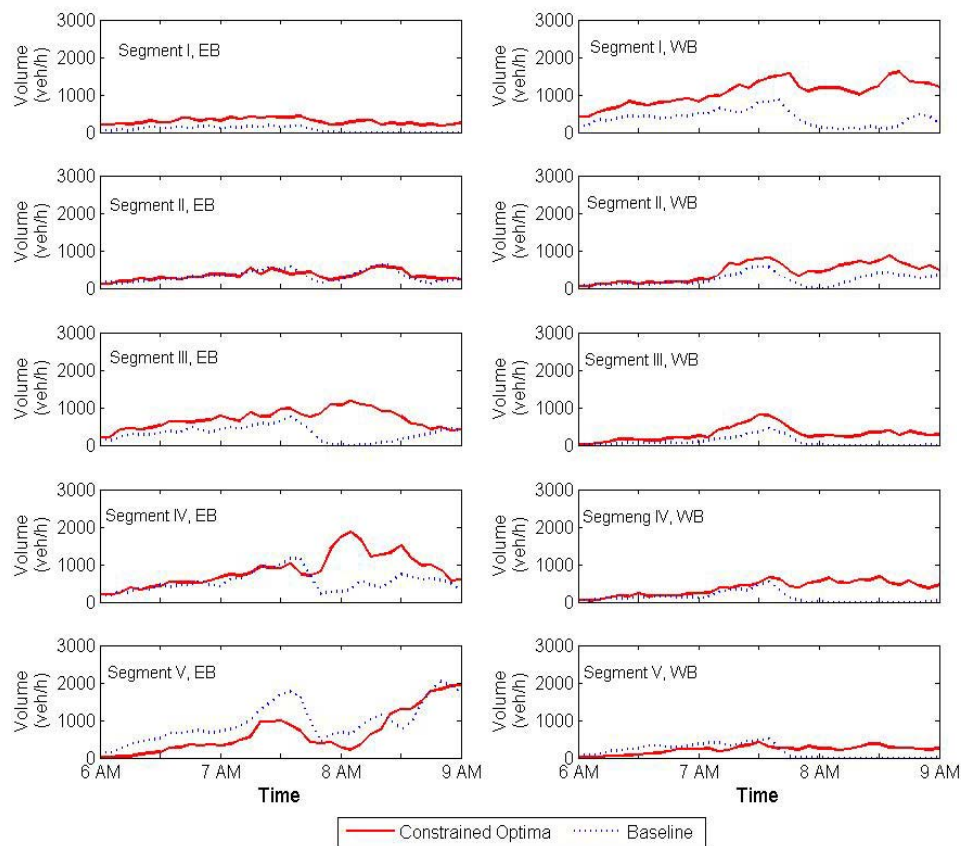 3000
2000
1000
0
Volume
(veh/h)
Segment I, EB
3000
2000
1000
0
Volume
(veh/h)
Segment I, WB
3000
2000
1000
0
Volume
(veh/h)
Segment II, EB
3000
2000
1000
0
Volume
(veh/h)
Segment II, WB
3000
2000
1000
0
Volume
(veh/h)
Segment III, EB
3000
2000
1000
0
Volume
(veh/h)
Segment III, WB
3000
2000
1000
0
Volume
(veh/h)
Segment IV, EB
3000
2000
1000
0
Volume
(veh/h)
Segmeng IV, WB
3000
2000
1000
0
Volume
(veh/h)
Segment V, EB
6 AM 7 AM 8 AM 9 AM
Time
3000
2000
1000
0
Volume
(veh/h)
Segment V, WB
6 AM 7 AM 8 AM 9 AM
Time
Constrained Optima Baseline